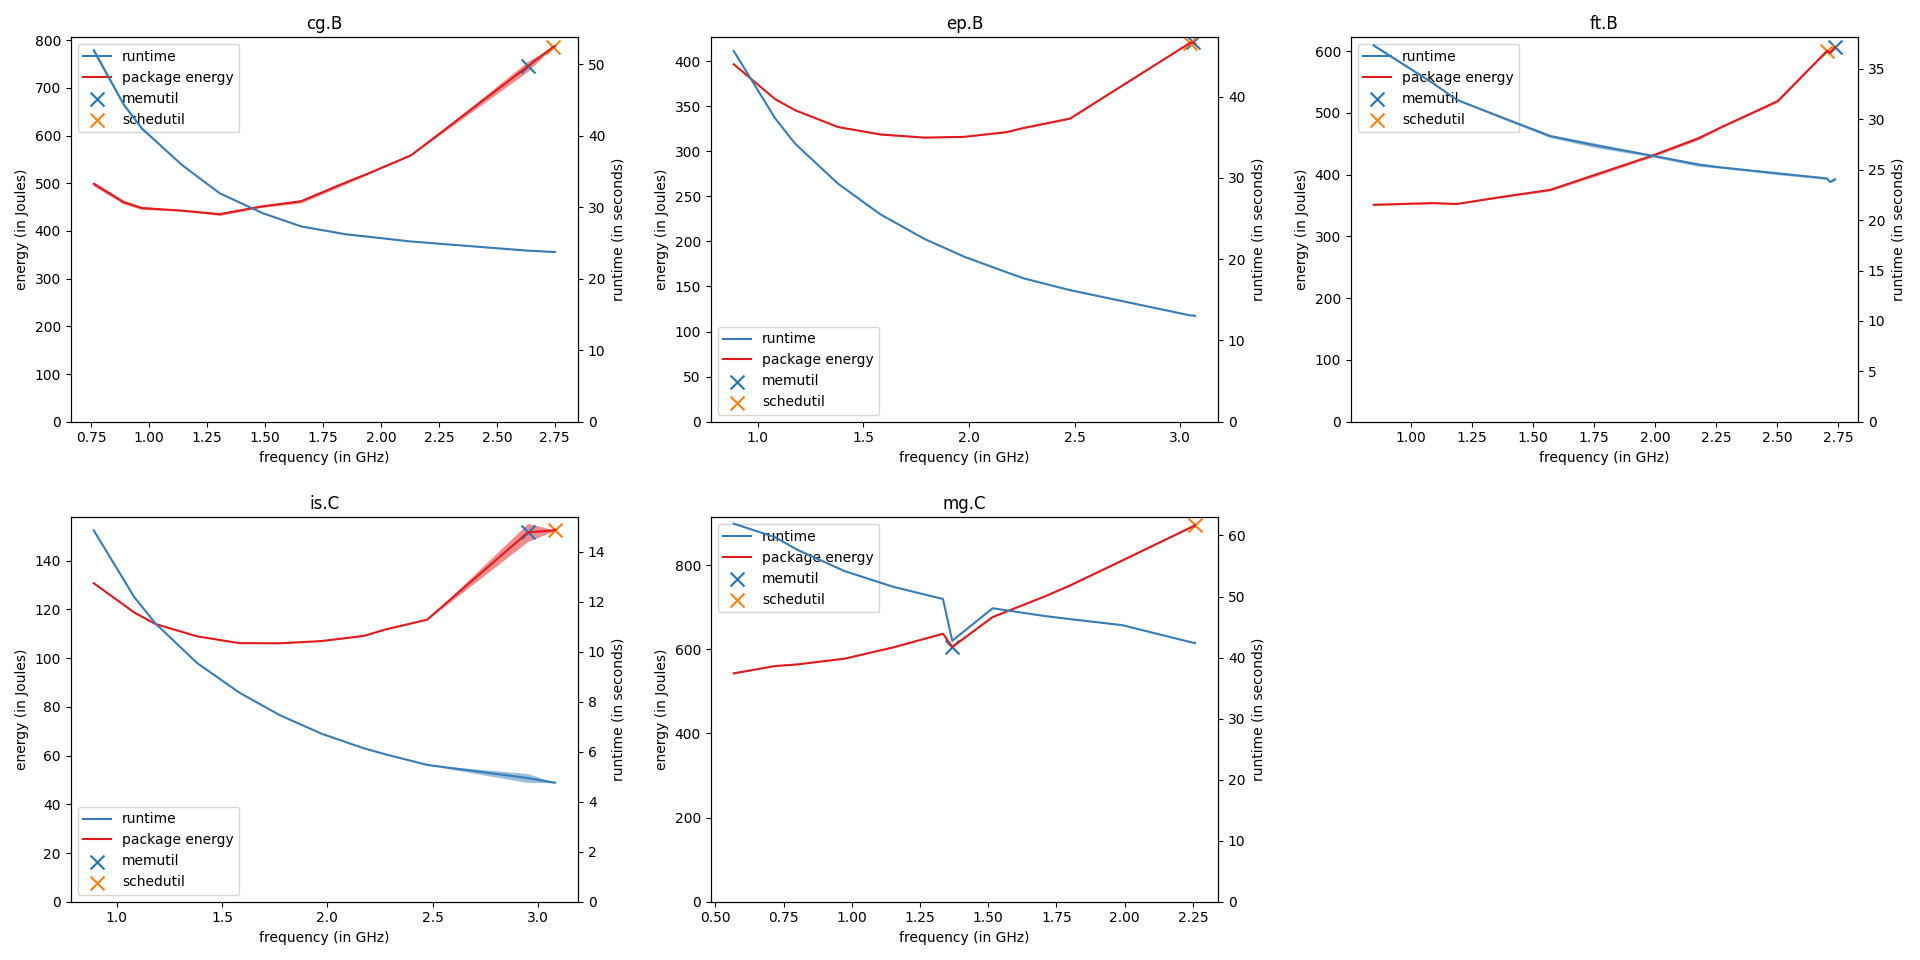 cg.B
800
700
600
500
400
300
200
100
0
energy (in Joules)
runtime
package energy
memutil
schedutil
50
40
30
20
10
0
runtime (in seconds)
0.75 1.00 1.25 1.50 1.75 2.00 2.25 2.50 2.75
frequency (in GHz)
ep.B
400
350
300
250
200
150
100
50
0
energy (in Joules)
runtime
package energy
memutil
schedutil
40
30
20
10
0
runtime (in seconds)
1.0 1.5 2.0 2.5 3.0
frequency (in GHz)
ft.B
600
500
400
300
200
100
0
energy (in Joules)
runtime
package energy
memutil
schedutil
35
30
25
20
15
10
5
0
runtime (in seconds)
1.00 1.25 1.50 1.75 2.00 2.25 2.50 2.75
frequency (in GHz)
is.C
140
120
100
80
60
40
20
0
energy (in Joules)
runtime
package energy
memutil
schedutil
14
12
10
8
6
4
2
0
runtime (in seconds)
1.0 1.5 2.0 2.5 3.0
frequency (in GHz)
mg.C
800
600
400
200
0
energy (in Joules)
runtime
package energy
memutil
schedutil
60
50
40
30
20
10
0
runtime (in seconds)
0.50 0.75 1.00 1.25 1.50 1.75 2.00 2.25
frequency (in GHz)